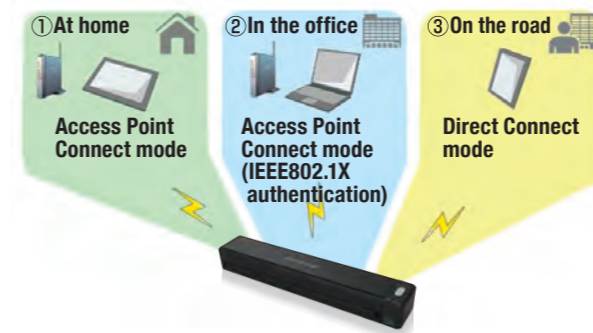 ①At home
Access Point
Connect mode
②In the office
Access Point
Connect mode
(IEEE802.1X
authentication)
③On the road
Direct Connect
mode